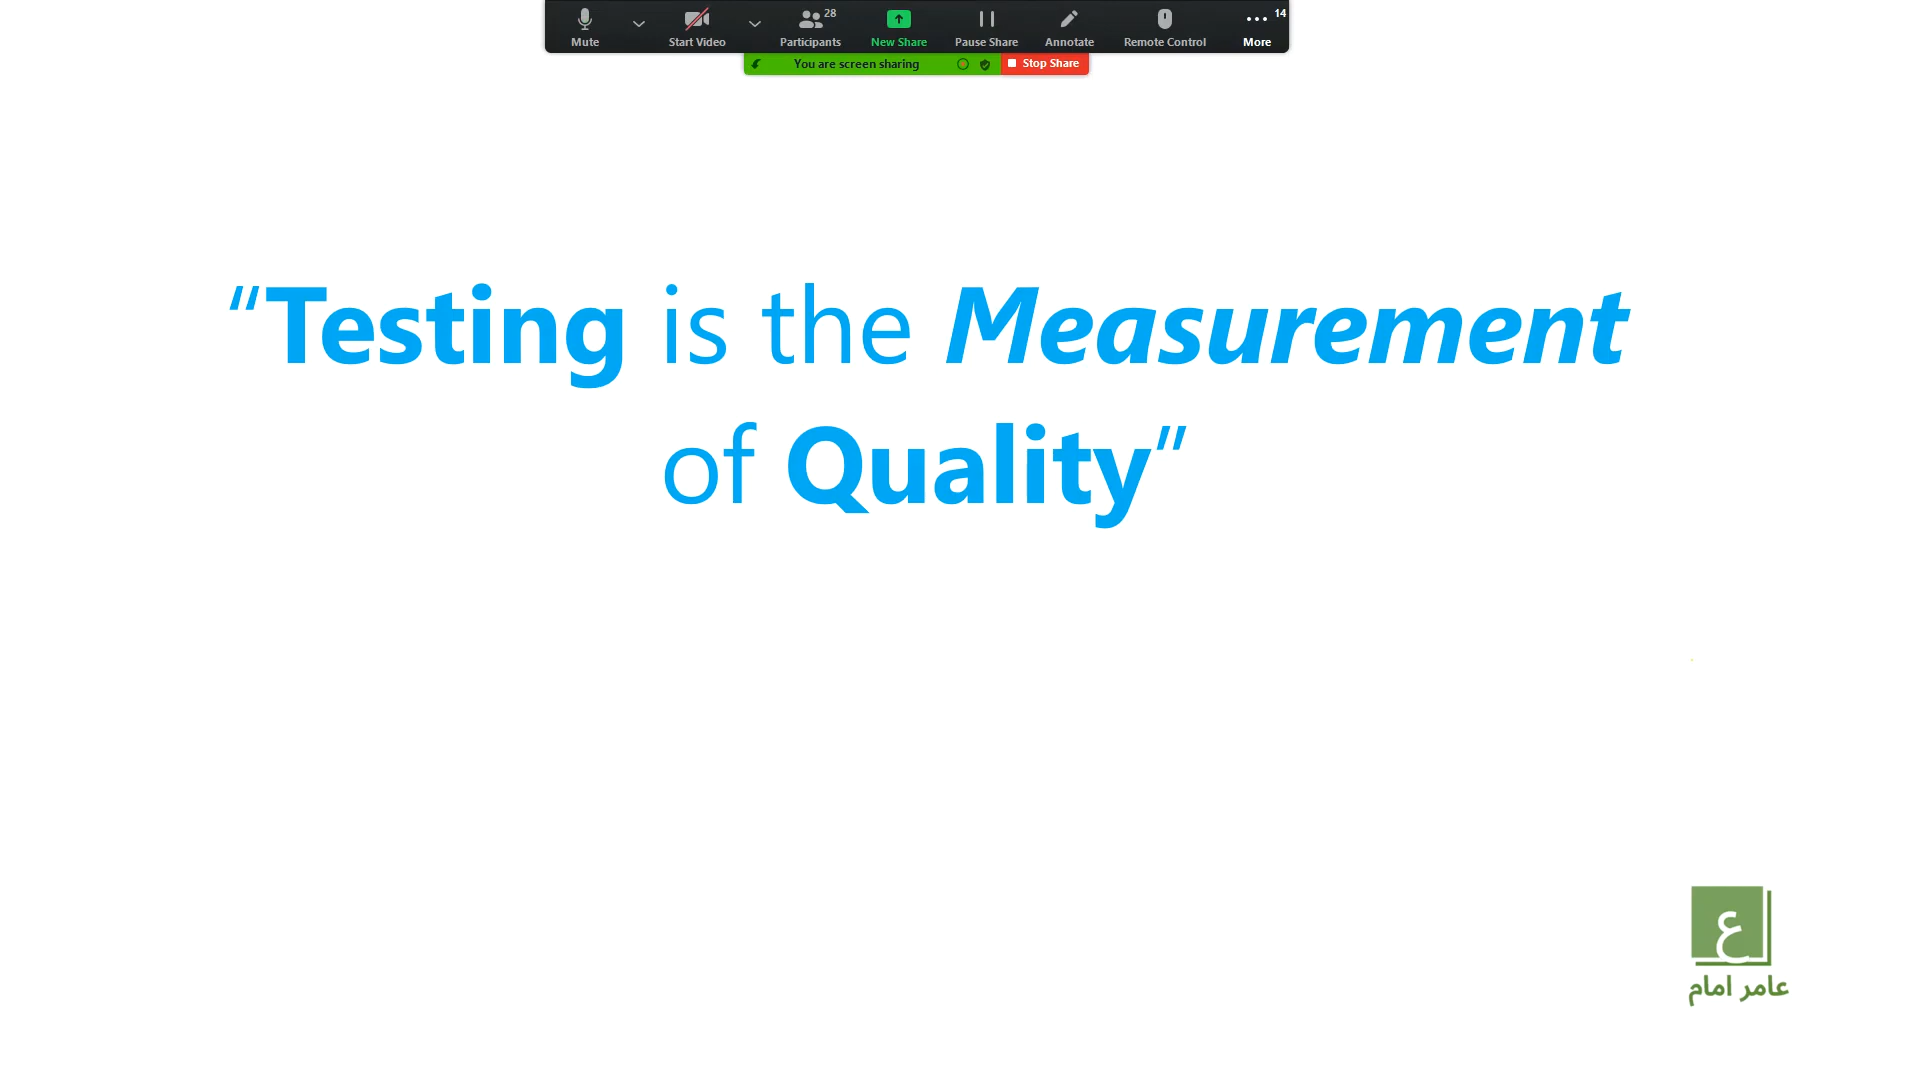 28
14
Mute
Start Video
Participants
New Share
Pause Share
Annotate
Remote Control
More
You are screen sharing
Stop Share
“Testing is the Measurement
of Quality”
ع
عامر امام